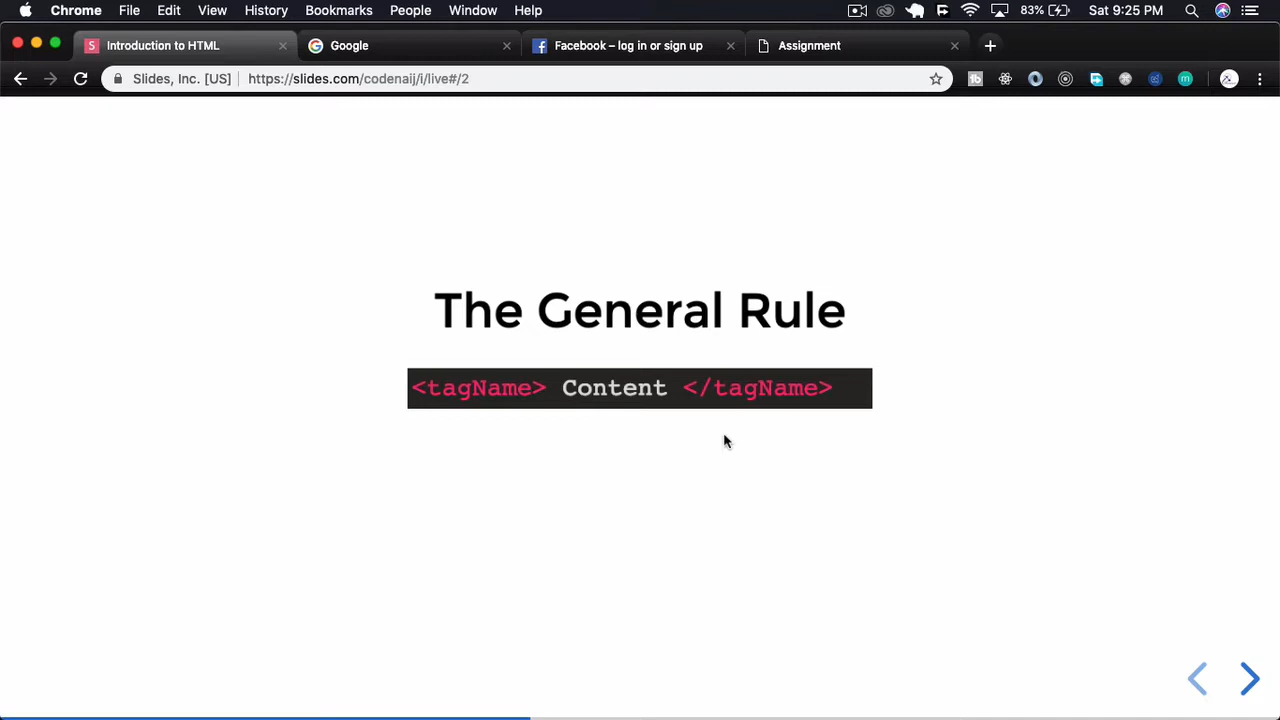 Chrome File Edit View History Bookmarks People Window Help 83% Sat 9:25 PM
Introduction to HTML Google Facebook – log in or sign up Assignment
Slides, Inc. [US] https://slides.com/codenaij/i/live#/2
The General Rule
<tagName> Content </tagName>